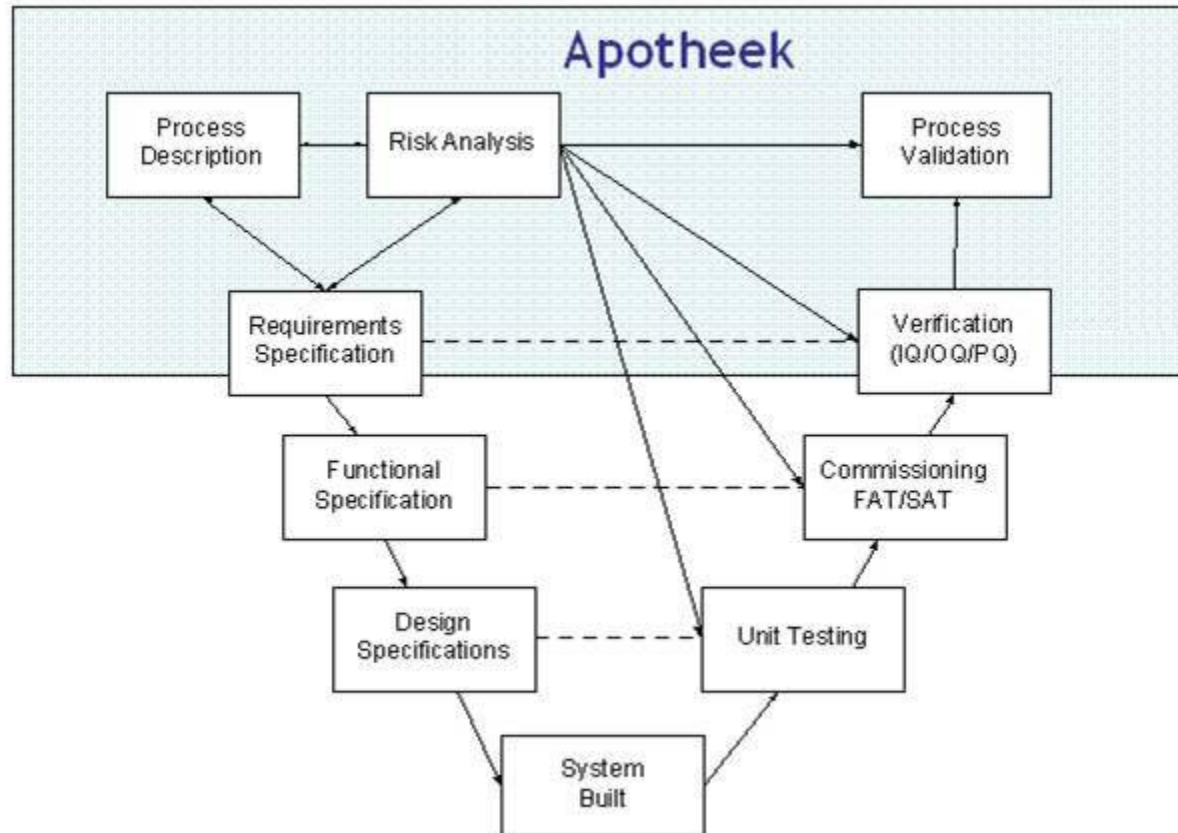 Apotheek
Process
Description
Risk Analysis
Process
Validation
Requirements
Specification
Verification
(IQ/OQ/PQ)
Functional
Specification
Commissioning
FAT/SAT
Design
Specifications
Unit Testing
System
Built